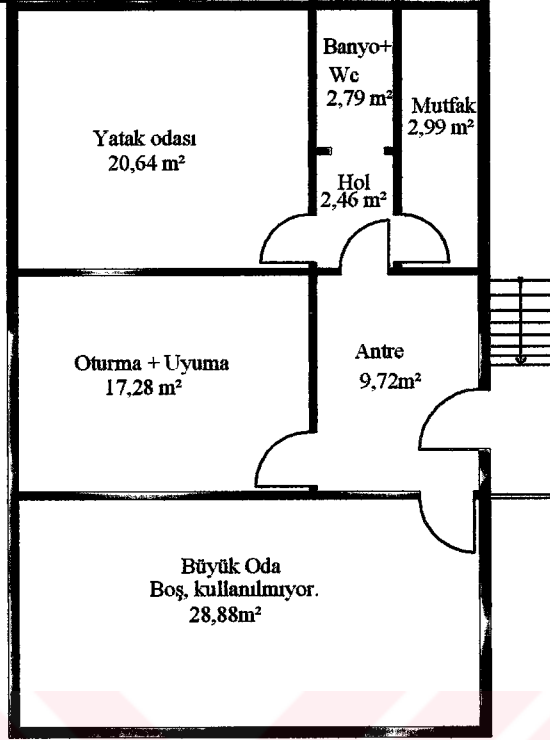 Banyo+
Wc
2,79 m²
Mutfak
2,99 m²
Yatak odası
20,64 m²
Hol
2,46 m²
Oturma + Uyuma
17,28 m²
Antre
9,72m²
Büyük Oda
Boş, kullanılmıyor.
28,88m²